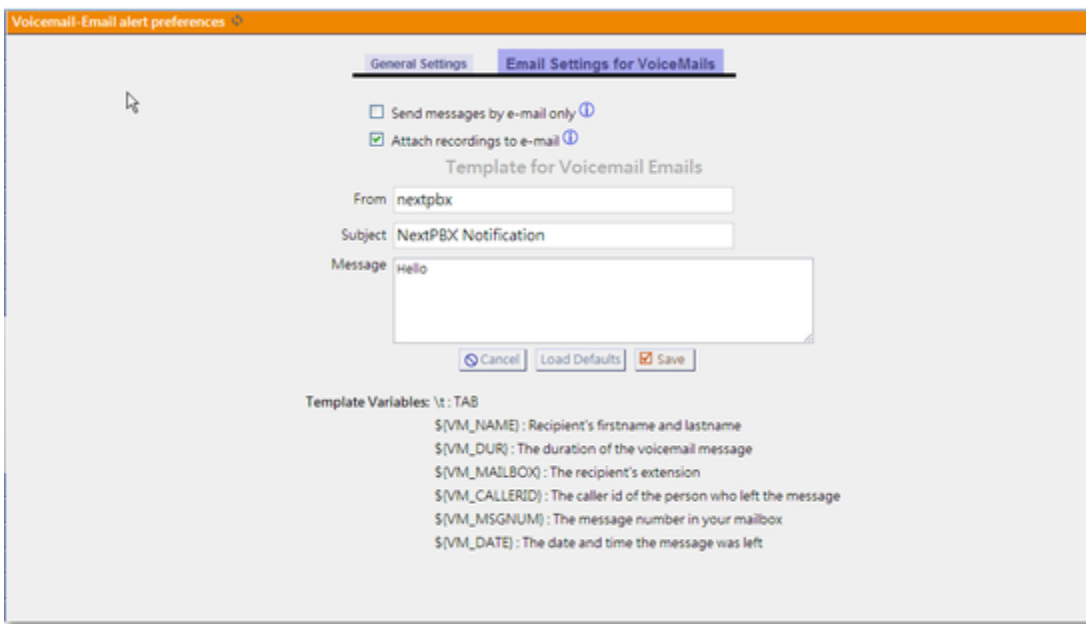 Voicemail-Email alert preferences
General Settings Email Settings for VoiceMails
Send messages by e-mail only
Attach recordings to e-mail
Template for Voicemail Emails
From nextpbx
Subject NextPBX Notification
Message Hello
Cancel Load Defaults Save
Template Variables: \t : TAB
${VM_NAME} : Recipient's firstname and lastname
${VM_DUR} : The duration of the voicemail message
${VM_MAILBOX} : The recipient's extension
${VM_CALLERID} : The caller id of the person who left the message
${VM_MSGNUM} : The message number in your mailbox
${VM_DATE} : The date and time the message was left